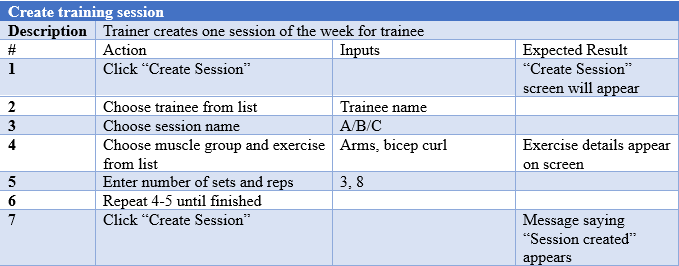 Create training session
Description Trainer creates one session of the week for trainee
# Action Inputs Expected Result
1 Click “Create Session” “Create Session”
screen will appear
2 Choose trainee from list Trainee name
3 Choose session name A/B/C
4 Choose muscle group and exercise Arms, bicep curl Exercise details appear
from list on screen
5 Enter number of sets and reps 3, 8
6 Repeat 4-5 until finished
7 Click “Create Session” Message saying
“Session created”
appears